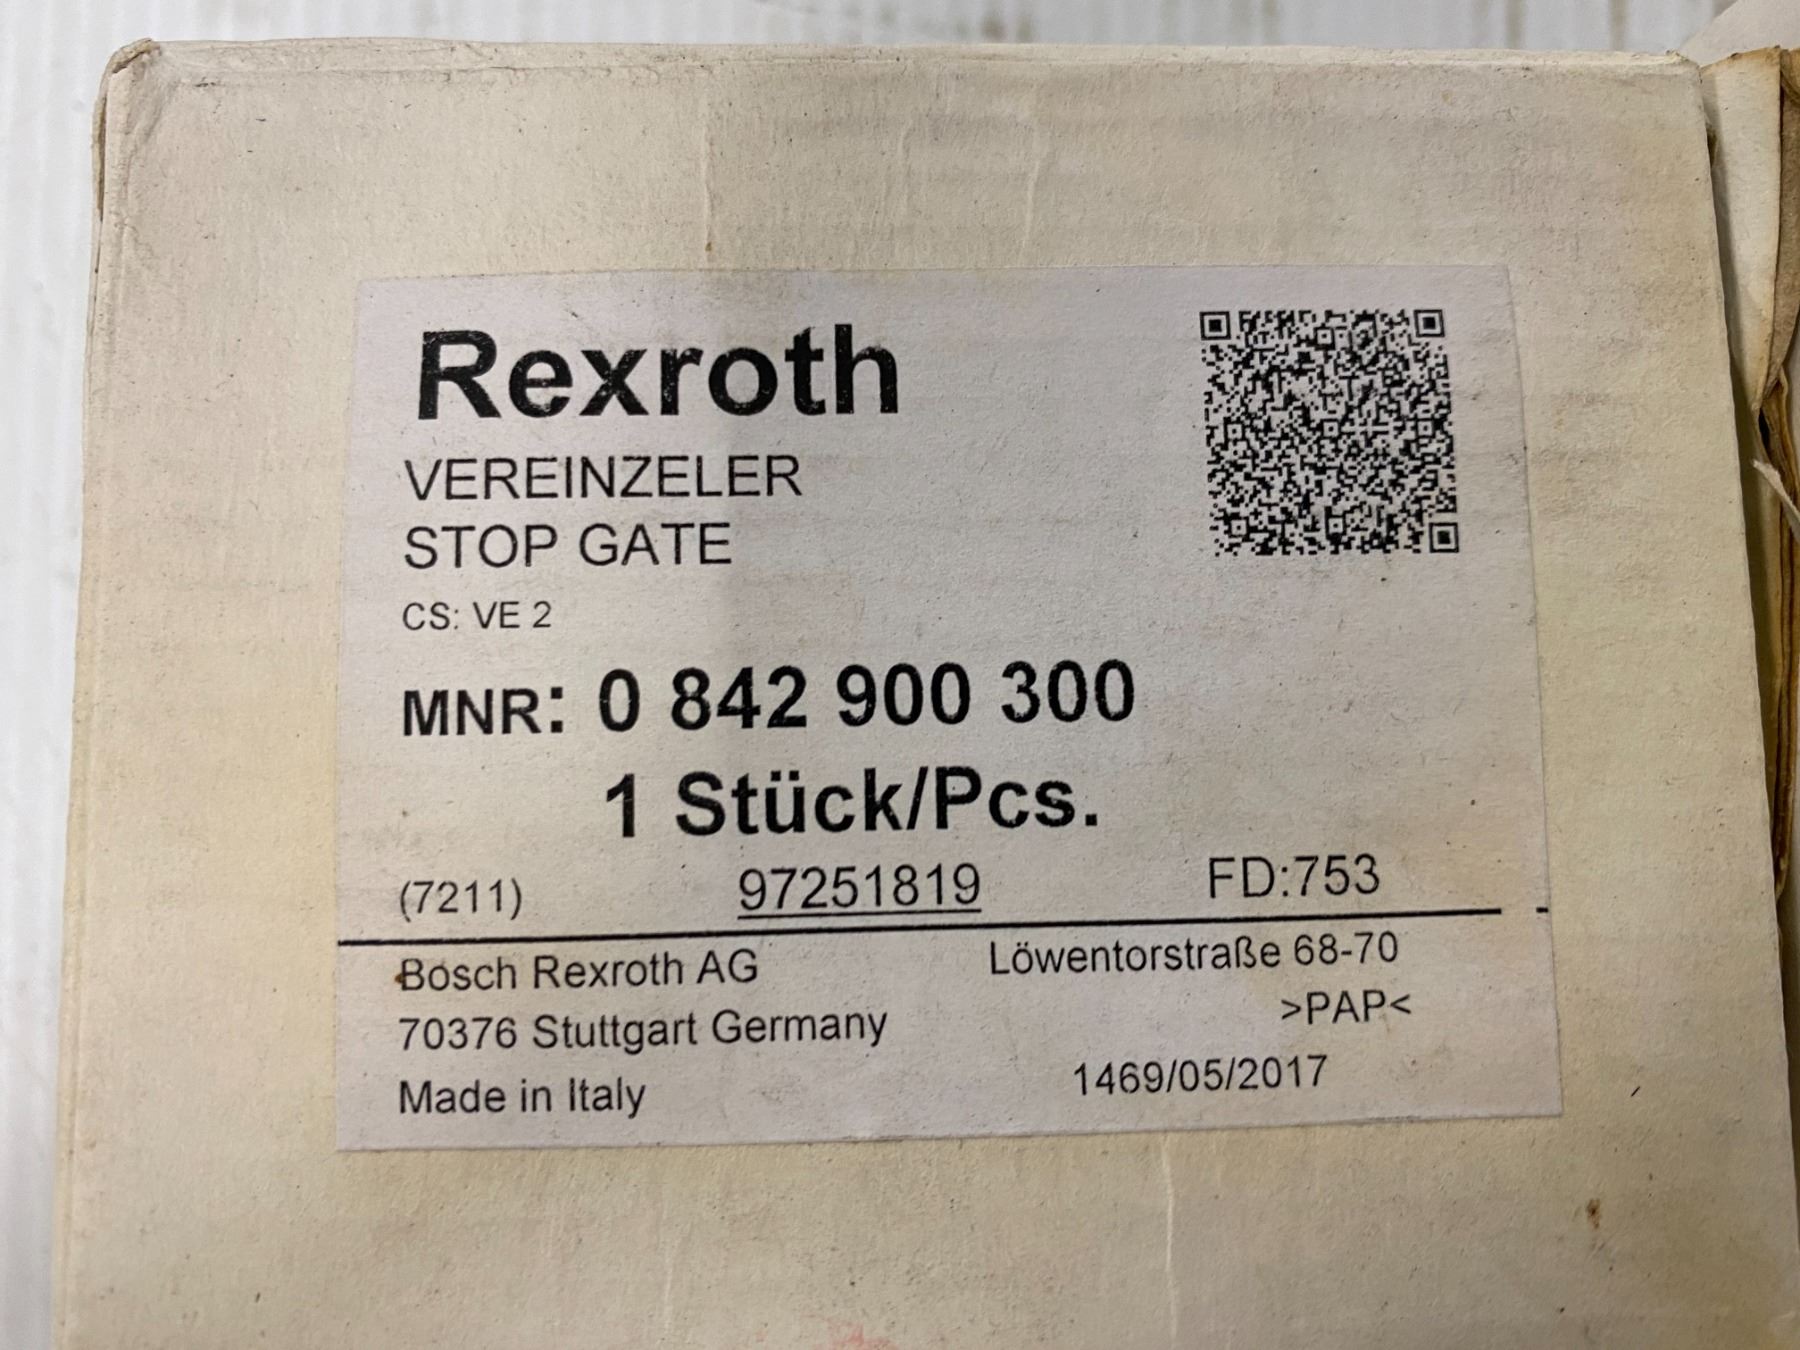 Rexroth
VEREINZELER
STOP GATE
CS: VE 2
MNR: 0 842 900 300
1 Stück/Pcs.
(7211) 97251819 FD:753
Bosch Rexroth AG Löwentorstraße 68-70
70376 Stuttgart Germany >PAP<
Made in Italy 1469/05/2017